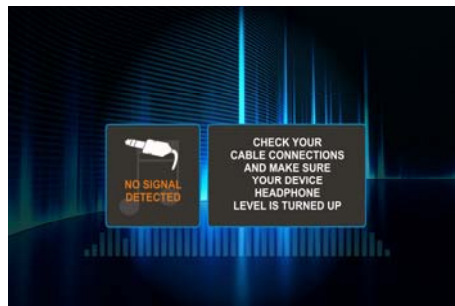 NO SIGNAL
DETECTED
CHECK YOUR
CABLE CONNECTIONS
AND MAKE SURE
YOUR DEVICE
HEADPHONE
LEVEL IS TURNED UP